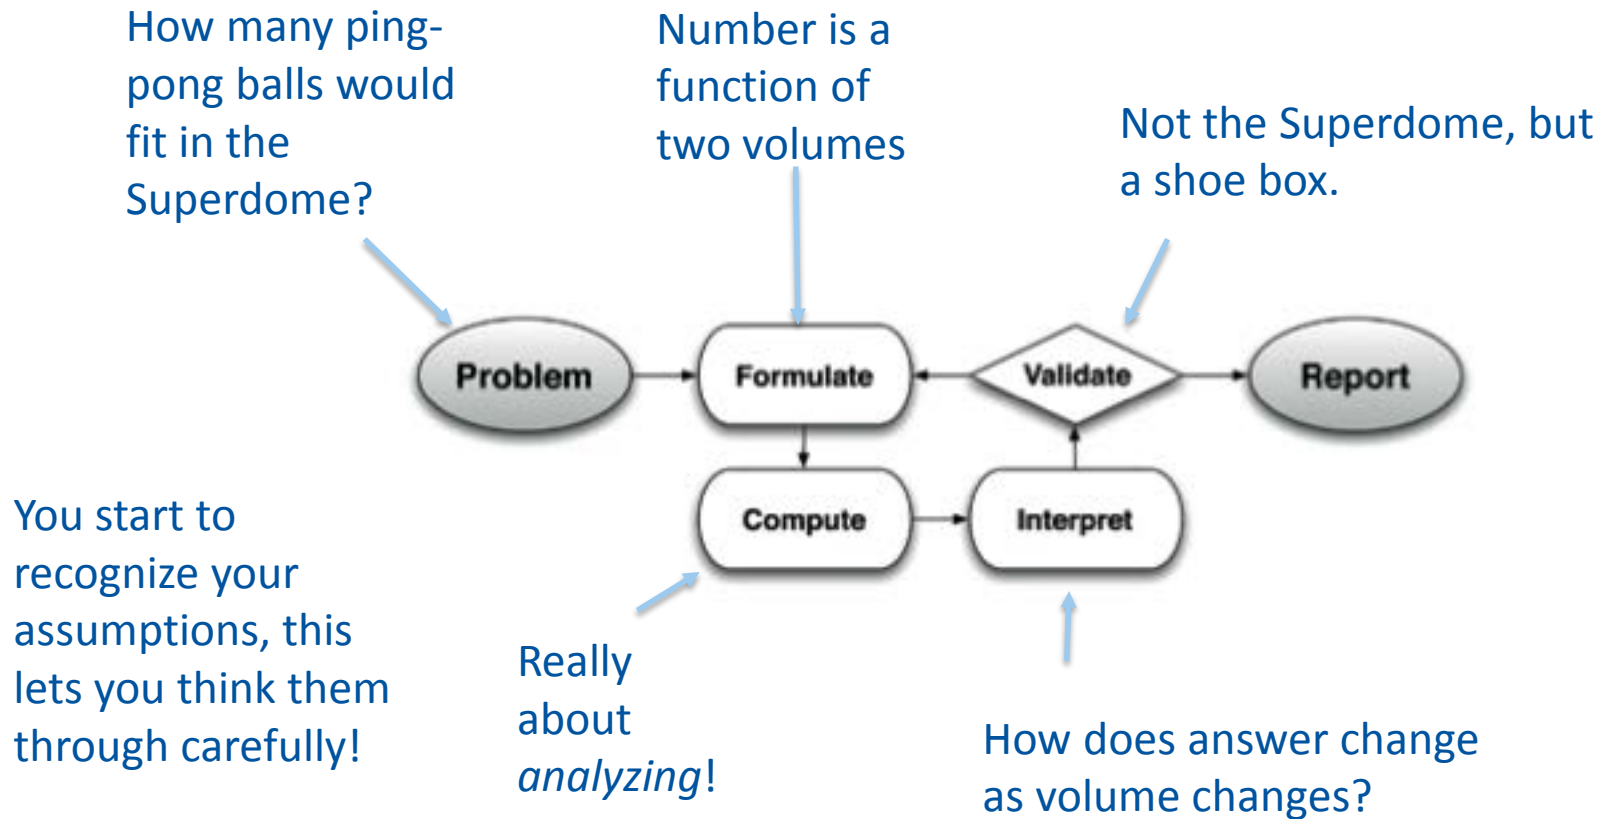 How many ping-
pong balls would
fit in the
Superdome?
Number is a
function of
two volumes
Not the Superdome, but
a shoe box.
Problem
Formulate
Validate
Report
Compute
Interpret
You start to
recognize your
assumptions, this
lets you think them
through carefully!
Really
about
analyzing!
How does answer change
as volume changes?